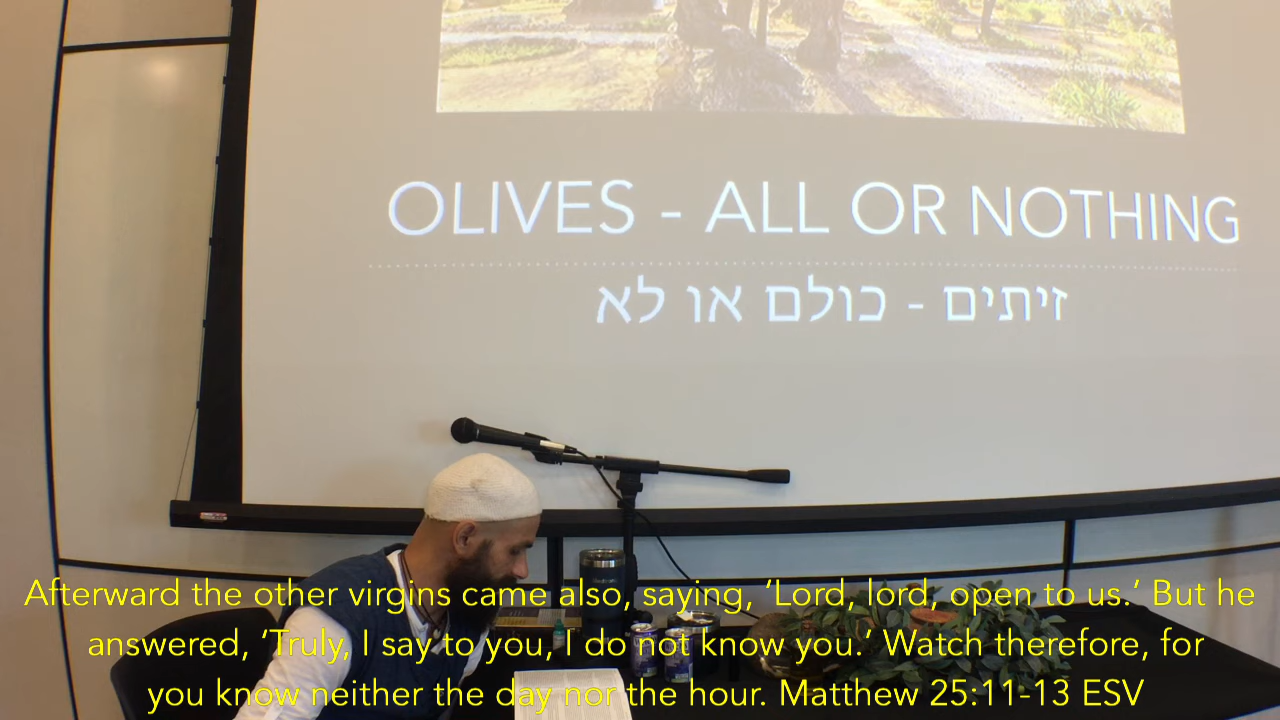 OLIVES - ALL OR NOTHING
זיתים - כולם או לא
Afterward the other virgins came also, saying, ‘Lord, lord, open to us.’ But he
answered, ‘Truly, I say to you, I do not know you.’ Watch therefore, for
you know neither the day nor the hour. Matthew 25:11-13 ESV